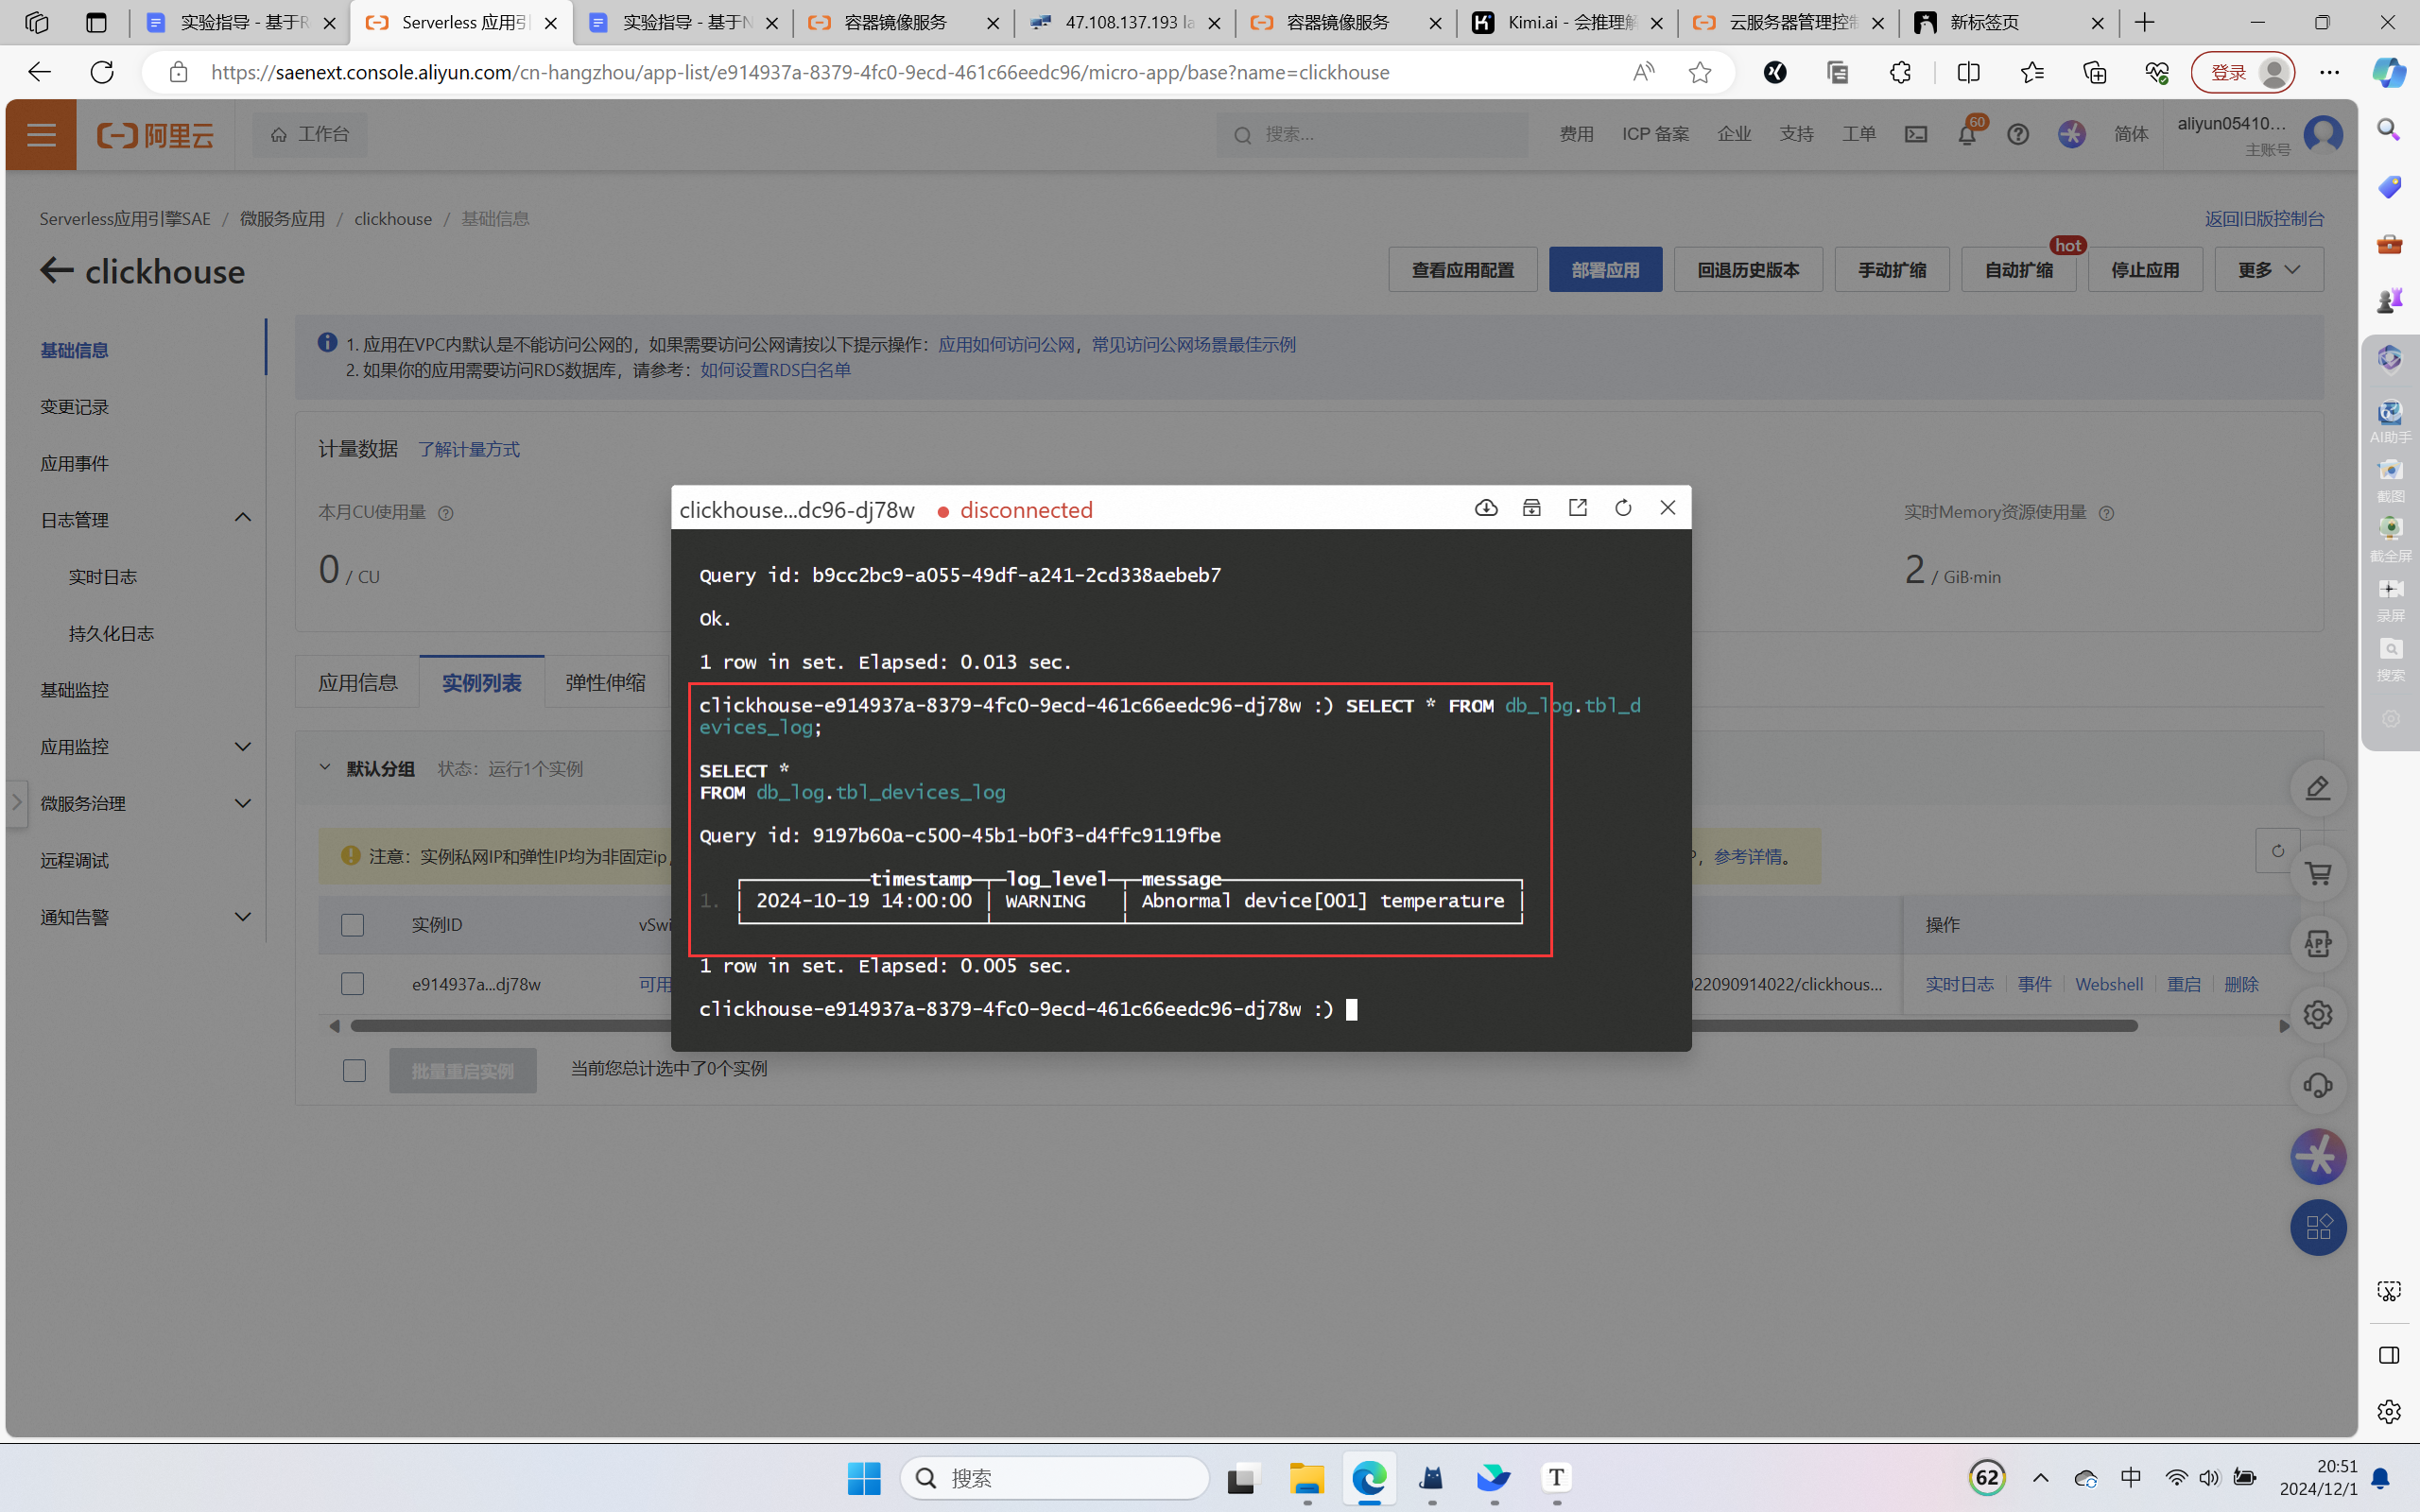 实验指导 - 基于R
Serverless 应用引
实验指导 - 基于N
容器镜像服务
47.108.137.193 la
容器镜像服务
Kimi.ai - 会推理解
云服务器管理控制
新标签页
https://saenext.console.aliyun.com/cn-hangzhou/app-list/e914937a-8379-4fc0-9ecd-461c66eedc96/micro-app/base?name=clickhouse
登录
阿里云
工作台
搜索...
费用
ICP 备案
企业
支持
工单
60
简体
aliyun05410...
主账号
Serverless应用引擎SAE / 微服务应用 / clickhouse / 基础信息
返回旧版控制台
clickhouse
查看应用配置
部署应用
回退历史版本
手动扩缩
自动扩缩
hot
停止应用
更多
基础信息
变更记录
应用事件
日志管理
实时日志
持久化日志
基础监控
应用监控
微服务治理
远程调试
通知告警
1. 应用在VPC内默认是不能访问公网的，如果需要访问公网请按以下提示操作：应用如何访问公网，常见访问公网场景最佳示例
2. 如果你的应用需要访问RDS数据库，请参考：如何设置RDS白名单
计量数据 了解计量方式
本月CU使用量
0 / CU
实时Memory资源使用量
2 / GiB·min
应用信息
实例列表
弹性伸缩
默认分组 状态：运行1个实例
注意：实例私网IP和弹性IP均为非固定ip，
参考详情。
实例ID
vSwi
操作
e914937a...dj78w
可用
022090914022/clickhous...
实时日志 事件 Webshell 重启 删除
批量重启实例
当前您总计选中了0个实例
clickhouse...dc96-dj78w disconnected
Query id: b9cc2bc9-a055-49df-a241-2cd338aebeb7
Ok.
1 row in set. Elapsed: 0.013 sec.
clickhouse-e914937a-8379-4fc0-9ecd-461c66eedc96-dj78w :) SELECT * FROM db_log.tbl_d
evices_log;
SELECT *
FROM db_log.tbl_devices_log
Query id: 9197b60a-c500-45b1-b0f3-d4ffc9119fbe
timestamp log_level message
1. 2024-10-19 14:00:00 WARNING Abnormal device[001] temperature
1 row in set. Elapsed: 0.005 sec.
clickhouse-e914937a-8379-4fc0-9ecd-461c66eedc96-dj78w :)
AI助手
截图
截全屏
录屏
搜索
APP
搜索
62
中
20:51
2024/12/1